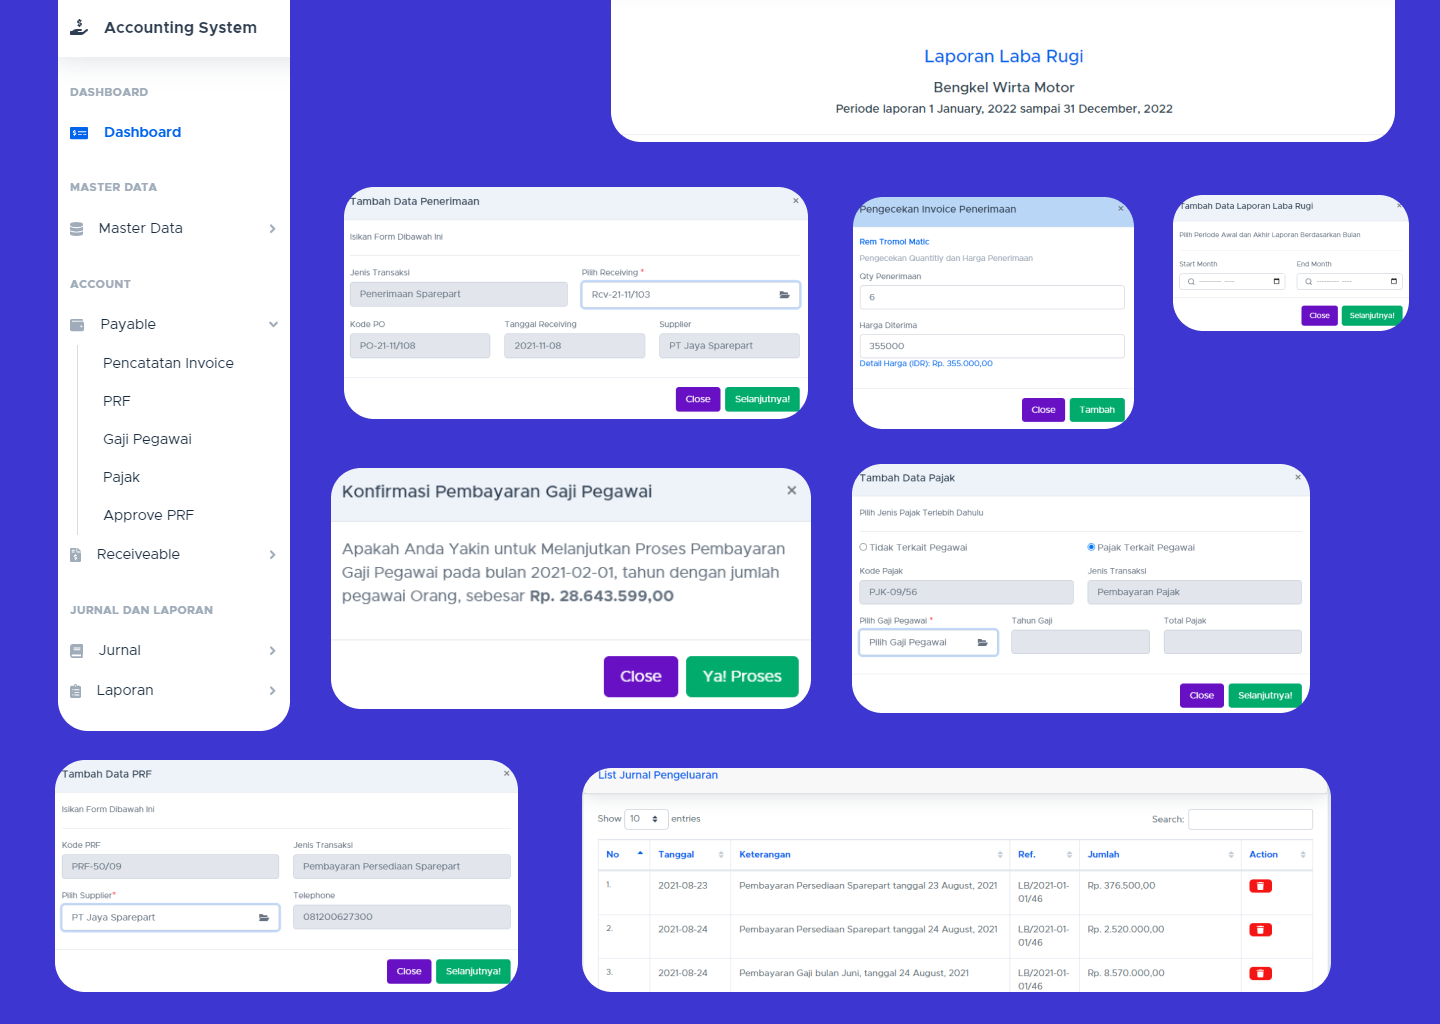 Accounting System
DASHBOARD
Dashboard
MASTER DATA
Master Data
ACCOUNT
Payable
Pencatatan Invoice
PRF
Gaji Pegawai
Pajak
Approve PRF
Receiveable
JURNAL DAN LAPORAN
Jurnal
Laporan
Laporan Laba Rugi
Bengkel Wirta Motor
Periode laporan 1 January, 2022 sampai 31 December, 2022
Tambah Data Penerimaan ×
Isikan Form Dibawah Ini
Jenis Transaksi Pilih Receiving *
Penerimaan Sparepart Rcv-21-11/103
Kode PO Tanggal Receiving Supplier
PO-21-11/108 2021-11-08 PT Jaya Sparepart
Close Selanjutnya!
Pengecekan Invoice Penerimaan ×
Rem Tromol Matic
Pengecekan Quantitiy dan Harga Penerimaan
Qty Penerimaan
6
Harga Diterima
355000
Detail Harga (IDR): Rp. 355.000,00
Close Tambah
Tambah Data Laporan Laba Rugi ×
Pilih Periode Awal dan Akhir Laporan Berdasarkan Bulan
Start Month End Month
Close Selanjutnya!
Konfirmasi Pembayaran Gaji Pegawai ×
Apakah Anda Yakin untuk Melanjutkan Proses Pembayaran
Gaji Pegawai pada bulan 2021-02-01, tahun dengan jumlah
pegawai Orang, sebesar Rp. 28.643.599,00
Close Ya! Proses
Tambah Data Pajak ×
Pilih Jenis Pajak Terlebih Dahulu
Tidak Terkait Pegawai Pajak Terkait Pegawai
Kode Pajak Jenis Transaksi
PJK-09/56 Pembayaran Pajak
Pilih Gaji Pegawai * Tahun Gaji Total Pajak
Pilih Gaji Pegawai
Close Selanjutnya!
Tambah Data PRF ×
Isikan Form Dibawah Ini
Kode PRF Jenis Transaksi
PRF-50/09 Pembayaran Persediaan Sparepart
Pilih Supplier* Telephone
PT Jaya Sparepart 081200627300
Close Selanjutnya!
List Jurnal Pengeluaran
Show 10 entries Search:
No Tanggal Keterangan Ref. Jumlah Action
1. 2021-08-23 Pembayaran Persediaan Sparepart tanggal 23 August, 2021 LB/2021-01- Rp. 376.500,00
01/46
2. 2021-08-24 Pembayaran Persediaan Sparepart tanggal 24 August, 2021 LB/2021-01- Rp. 2.520.000,00
01/46
3. 2021-08-24 Pembayaran Gaji bulan Juni, tanggal 24 August, 2021 LB/2021-01- Rp. 8.570.000,00
01/46